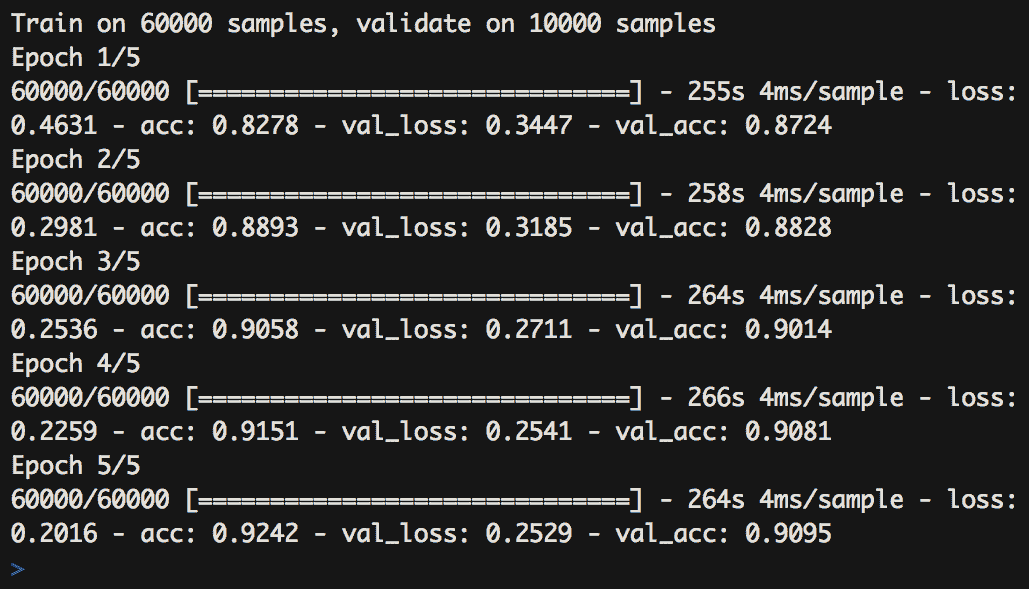 Train on 60000 samples, validate on 10000 samples
Epoch 1/5
60000/60000 [==============================] - 255s 4ms/sample - loss:
0.4631 - acc: 0.8278 - val_loss: 0.3447 - val_acc: 0.8724
Epoch 2/5
60000/60000 [==============================] - 258s 4ms/sample - loss:
0.2981 - acc: 0.8893 - val_loss: 0.3185 - val_acc: 0.8828
Epoch 3/5
60000/60000 [==============================] - 264s 4ms/sample - loss:
0.2536 - acc: 0.9058 - val_loss: 0.2711 - val_acc: 0.9014
Epoch 4/5
60000/60000 [==============================] - 266s 4ms/sample - loss:
0.2259 - acc: 0.9151 - val_loss: 0.2541 - val_acc: 0.9081
Epoch 5/5
60000/60000 [==============================] - 264s 4ms/sample - loss:
0.2016 - acc: 0.9242 - val_loss: 0.2529 - val_acc: 0.9095
>